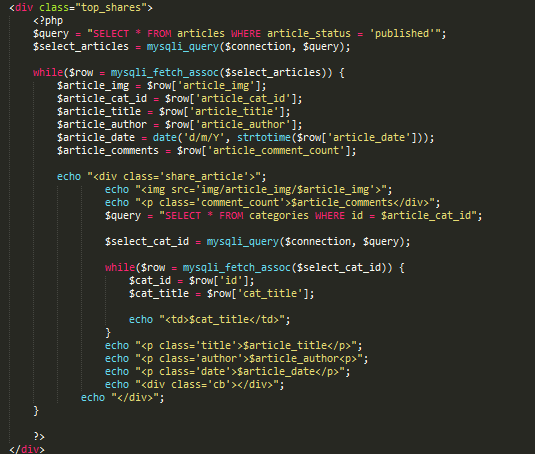 <div class="top_shares">
<?php
$query = "SELECT * FROM articles WHERE article_status = 'published'";
$select_articles = mysqli_query($connection, $query);
while($row = mysqli_fetch_assoc($select_articles)) {
$article_img = $row['article_img'];
$article_cat_id = $row['article_cat_id'];
$article_title = $row['article_title'];
$article_author = $row['article_author'];
$article_date = date('d/m/Y', strtotime($row['article_date']));
$article_comments = $row['article_comment_count'];
echo "<div class='share_article'>";
echo "<img src='img/article_img/$article_img'>";
echo "<p class='comment_count'>$article_comments</div>";
$query = "SELECT * FROM categories WHERE id = $article_cat_id";
$select_cat_id = mysqli_query($connection, $query);
while($row = mysqli_fetch_assoc($select_cat_id)) {
$cat_id = $row['id'];
$cat_title = $row['cat_title'];
echo "<td>$cat_title</td>";
}
echo "<p class='title'>$article_title</p>";
echo "<p class='author'>$article_author<p>";
echo "<p class='date'>$article_date</p>";
echo "<div class='cb'></div>";
echo "</div>";
}
?>
</div>